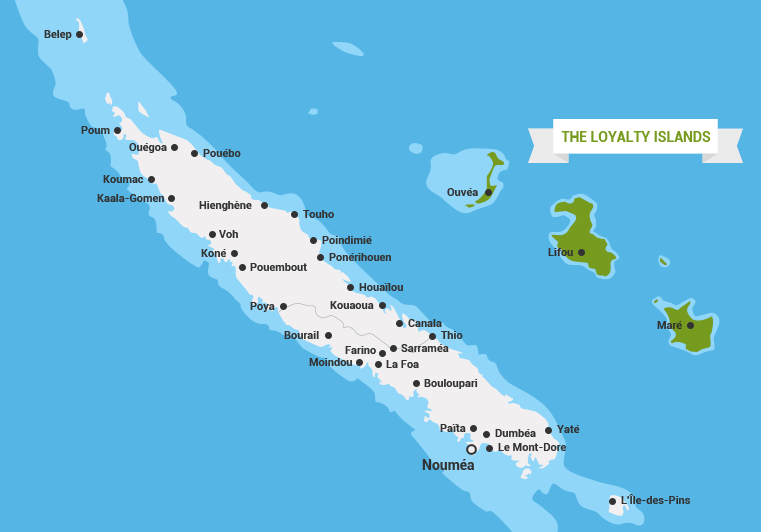 Belep
Poum
THE LOYALTY ISLANDS
Ouégoa
Pouébo
Koumac
Ouvéa
Kaala-Gomen
Hienghène
Touho
Voh
Poindimié
Koné
Lifou
Ponérihouen
Pouembout
Houaïlou
Poya
Kouaoua
Canala
Maré
Bourail
Thio
Farino
Sarraméa
Moindou
La Foa
Bouloupari
Païta
Dumbéa
Yaté
Le Mont-Dore
Nouméa
L'Île-des-Pins